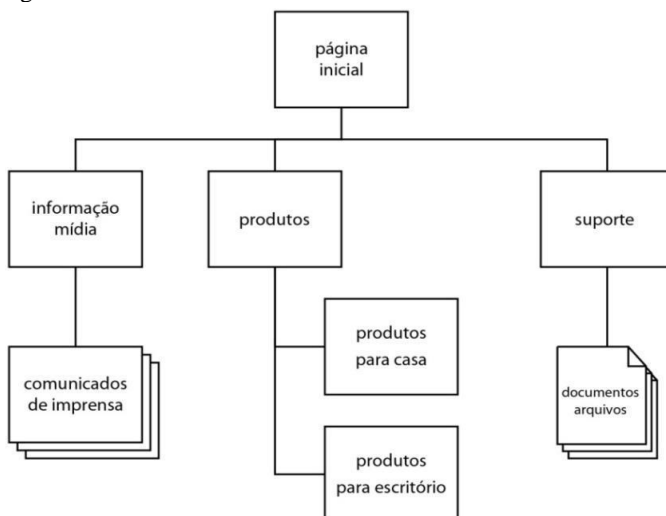 página
inicial
informação
mídia
produtos
suporte
comunicados
de imprensa
produtos
para casa
documentos
arquivos
produtos
para escritório